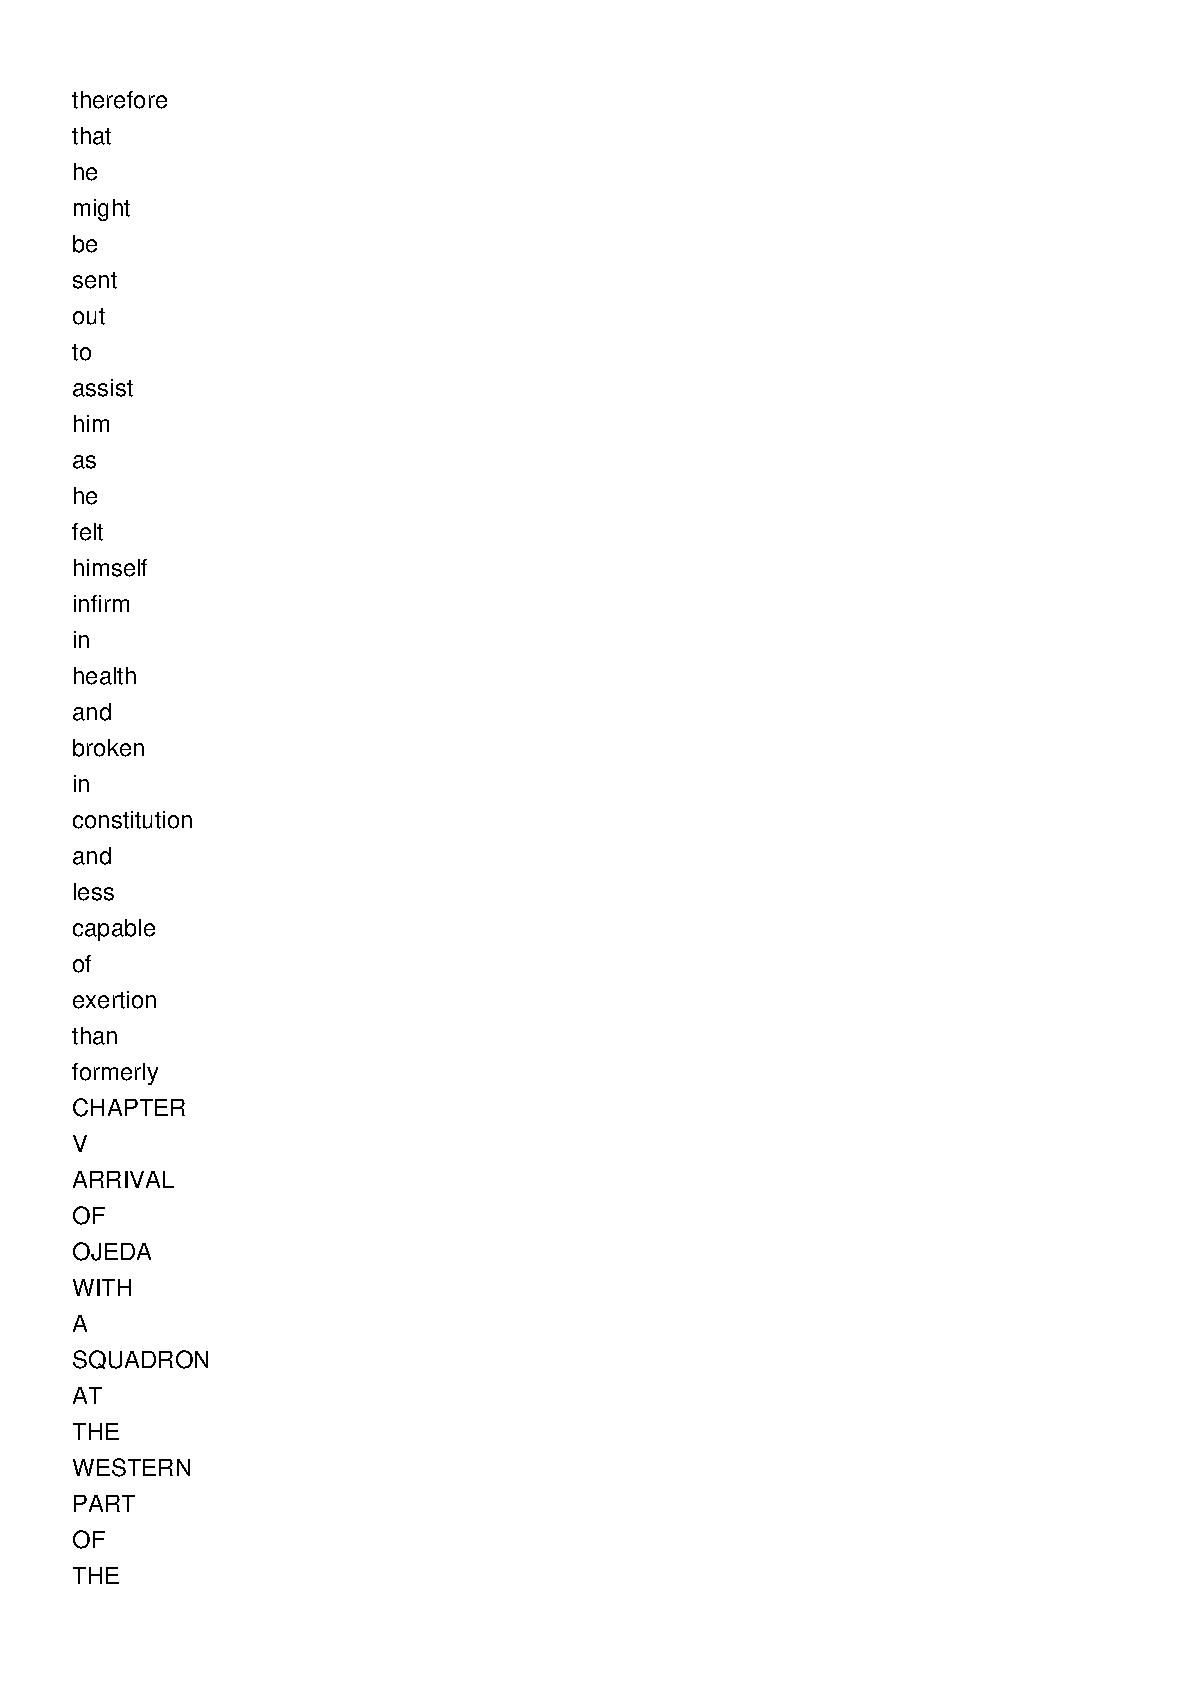 therefore
that
he
might
be
sent
out
to
assist
him
as
he
felt
himself
infirm
in
health
and
broken
in
constitution
and
less
capable
of
exertion
than
formerly
CHAPTER
V
ARRIVAL
OF
OJEDA
WITH
A
SQUADRON
AT
THE
WESTERN
PART
OF
THE